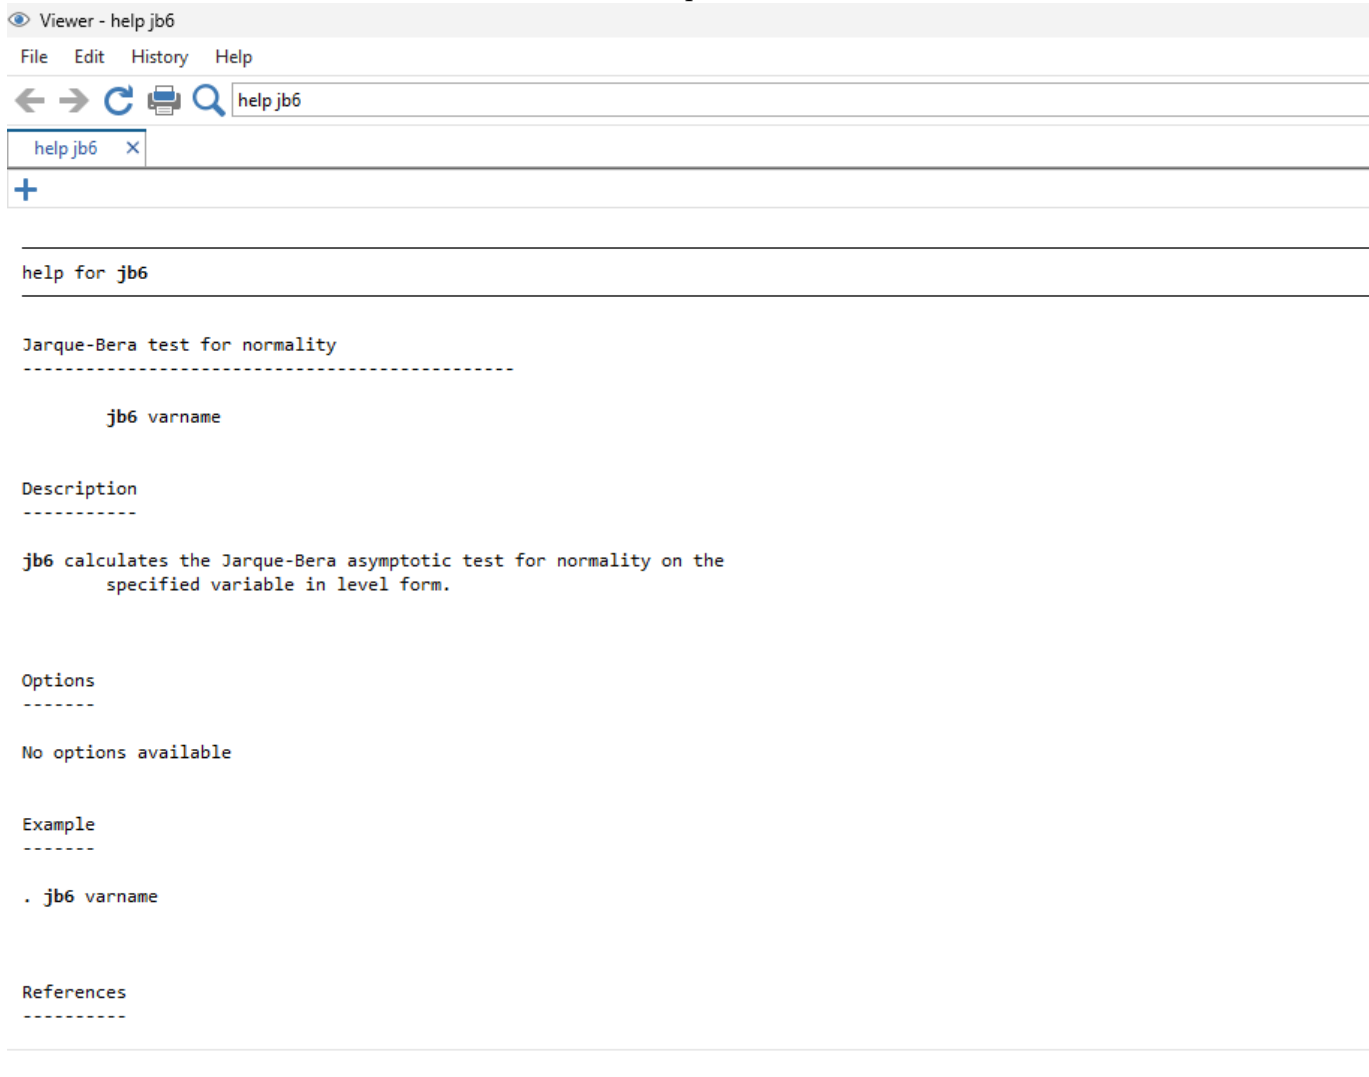 Viewer - help jb6
File Edit History Help
help jb6
help jb6 ×
+
help for jb6
Jarque-Bera test for normality
-----------------------------------------------
jb6 varname
Description
-----------
jb6 calculates the Jarque-Bera asymptotic test for normality on the
specified variable in level form.
Options
-------
No options available
Example
-------
. jb6 varname
References
----------